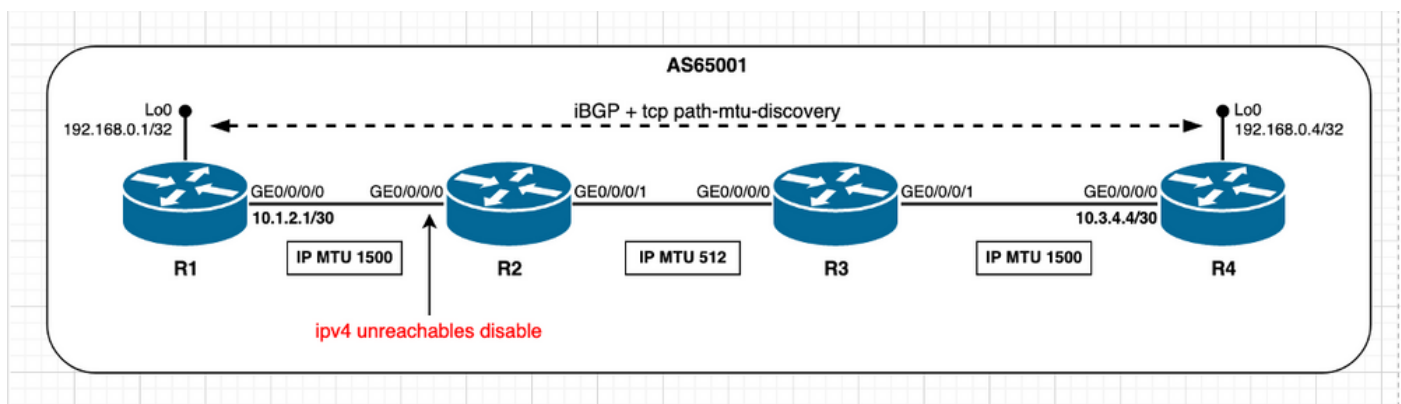 AS65001
Lo0
192.168.0.1/32
iBGP + tcp path-mtu-discovery
Lo0
192.168.0.4/32
GE0/0/0/0
GE0/0/0/0
GE0/0/0/1
GE0/0/0/0
GE0/0/0/1
GE0/0/0/0
10.1.2.1/30
10.3.4.4/30
R1
IP MTU 1500
R2
IP MTU 512
R3
IP MTU 1500
R4
ipv4 unreachables disable